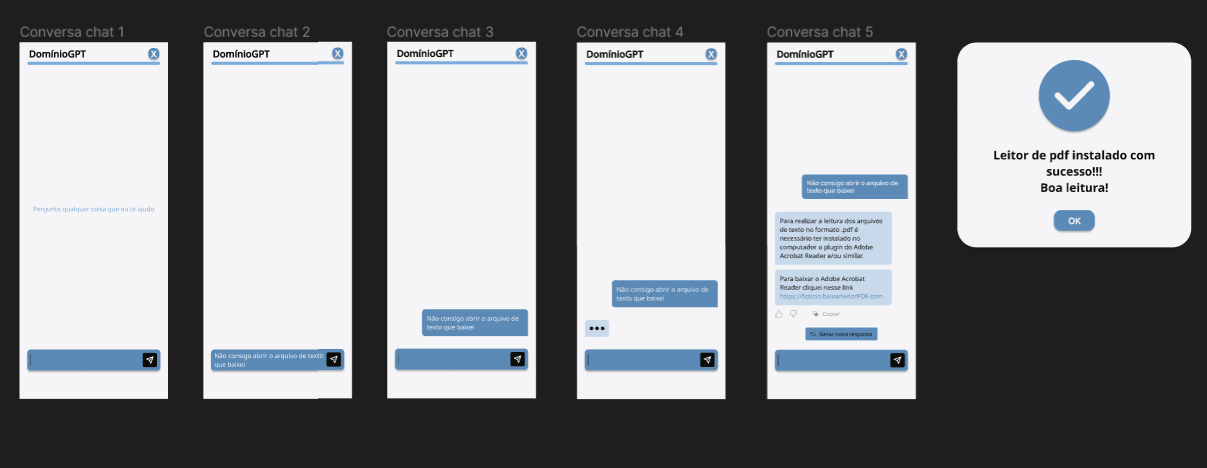 Conversa chat 1
DomínioGPT
X
Pergunte qualquer coisa que eu te ajudo
Conversa chat 2
DomínioGPT
X
Não consigo abrir o arquivo de texto
que baixei
Conversa chat 3
DomínioGPT
X
Não consigo abrir o arquivo de
texto que baixei
Conversa chat 4
DomínioGPT
X
Não consigo abrir o arquivo de
texto que baixei
Conversa chat 5
DomínioGPT
X
Não consigo abrir o arquivo de
texto que baixei
Para realizar a leitura dos arquivos
de texto no formato .pdf é
necessário ter instalado no
computador o plugin do Adobe
Acrobat Reader e/ou similar.
Para baixar o Adobe Acrobat
Reader cliquei nesse link
https://ficticio.beixarleitorPDF.com
Copiar
Gerar nova resposta
Leitor de pdf instalado com
sucesso!!!
Boa leitura!
OK